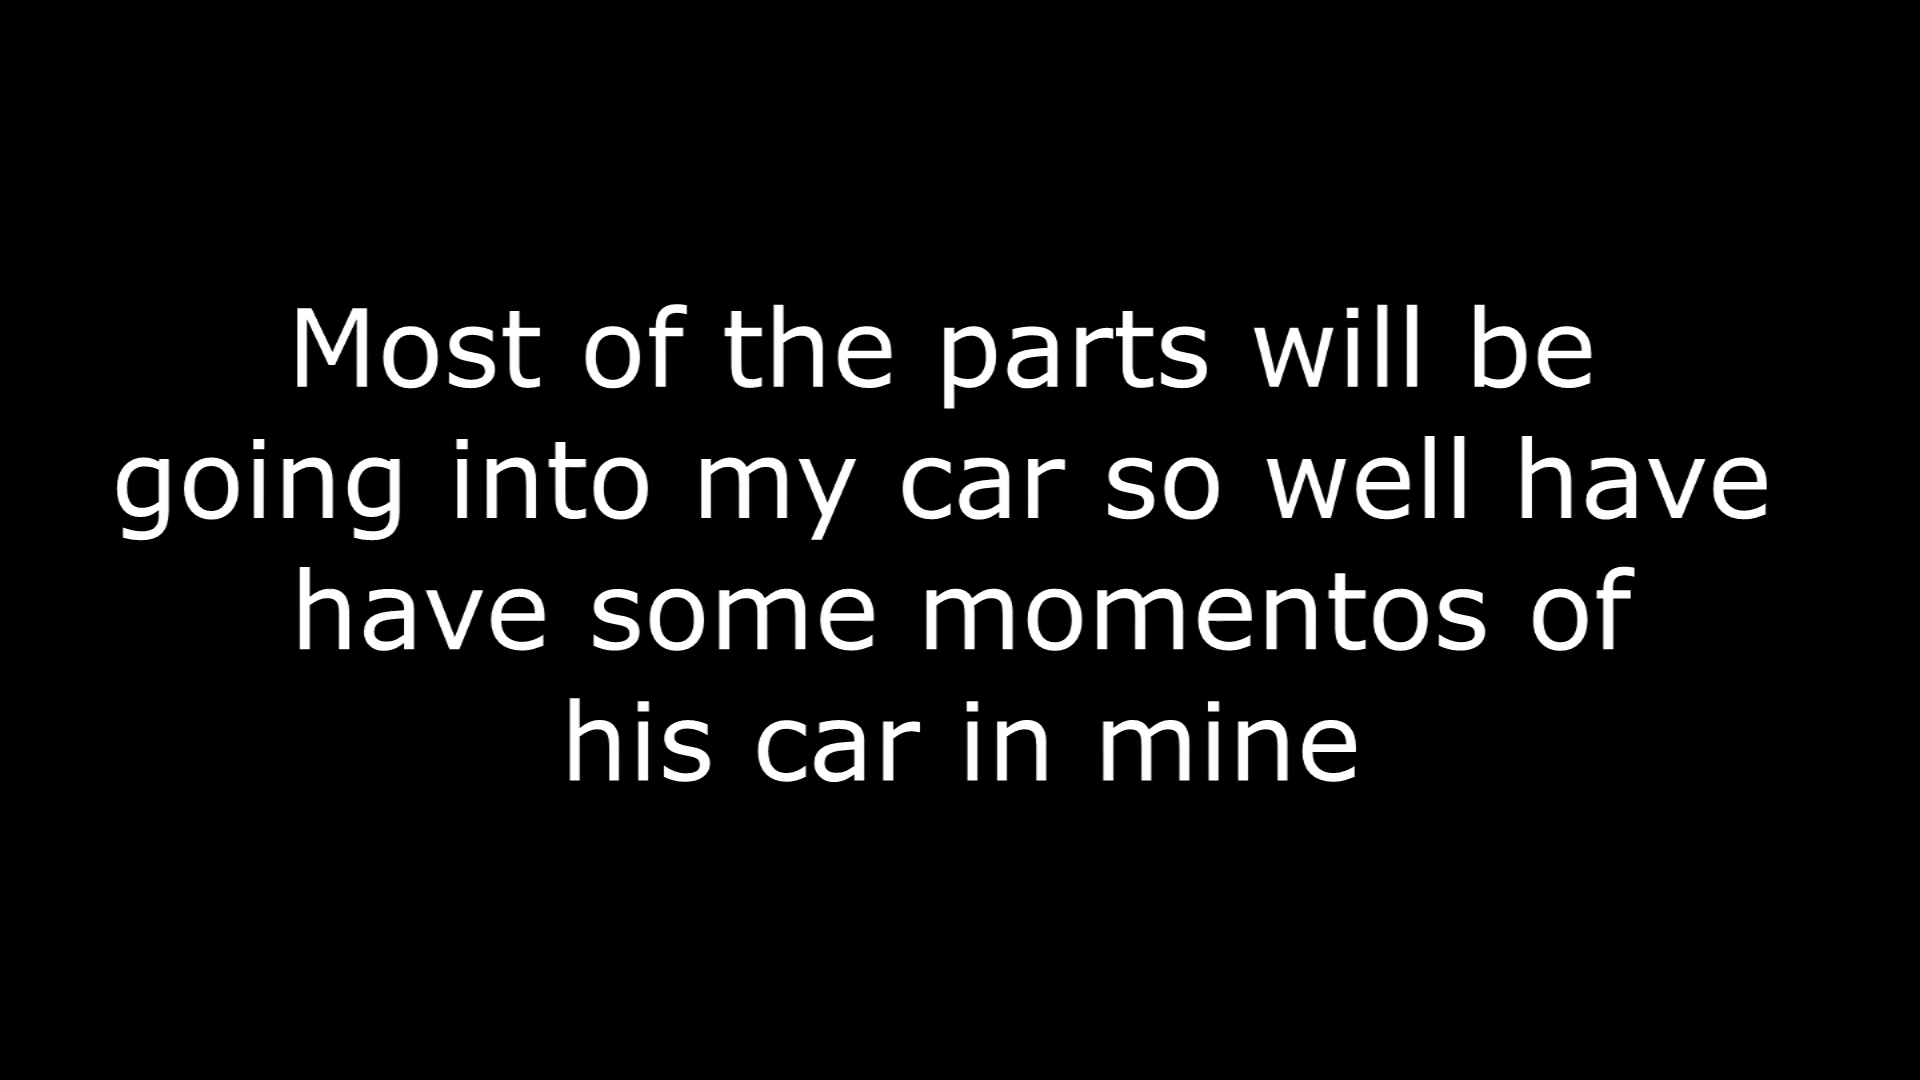 Most of the parts will be
going into my car so well have
have some momentos of
his car in mine